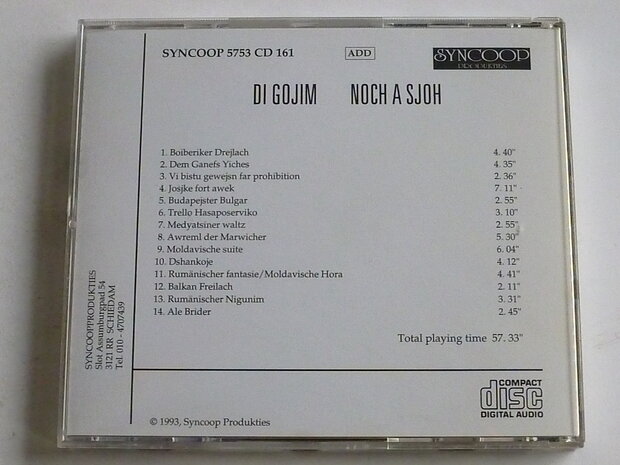 SYNCOOP 5753 CD 161 ADD SYNCOOP
PRODUKTIES
DI GOJIM NOCH A SJOH
1. Boiberiker Drejlach 4. 40"
2. Dem Ganefs Yiches 4. 35"
3. Vi bistu gewejsn far prohibition 2. 36"
4. Josjke fort awek 7. 11"
5. Budapejster Bulgar 2. 55"
6. Trello Hasaposerviko 3. 10"
7. Medyatsiner waltz 2. 55"
8. Awreml der Marwicher 5. 30"
9. Moldavische suite 6. 04"
10. Dshankoje 4. 12"
11. Rumänischer fantasie/Moldavische Hora 4. 41"
12. Balkan Freilach 2. 11"
13. Rumänischer Nigunim 3. 31"
14. Ale Brider 2. 45"
Total playing time 57. 33"
SYNCOOPPRODUKTIES
Slot Assumburgpad 54
3121 RR SCHIEDAM
Tel. 010 - 4707439
COMPACT
disc
DIGITAL AUDIO
© 1993, Syncoop Produkties